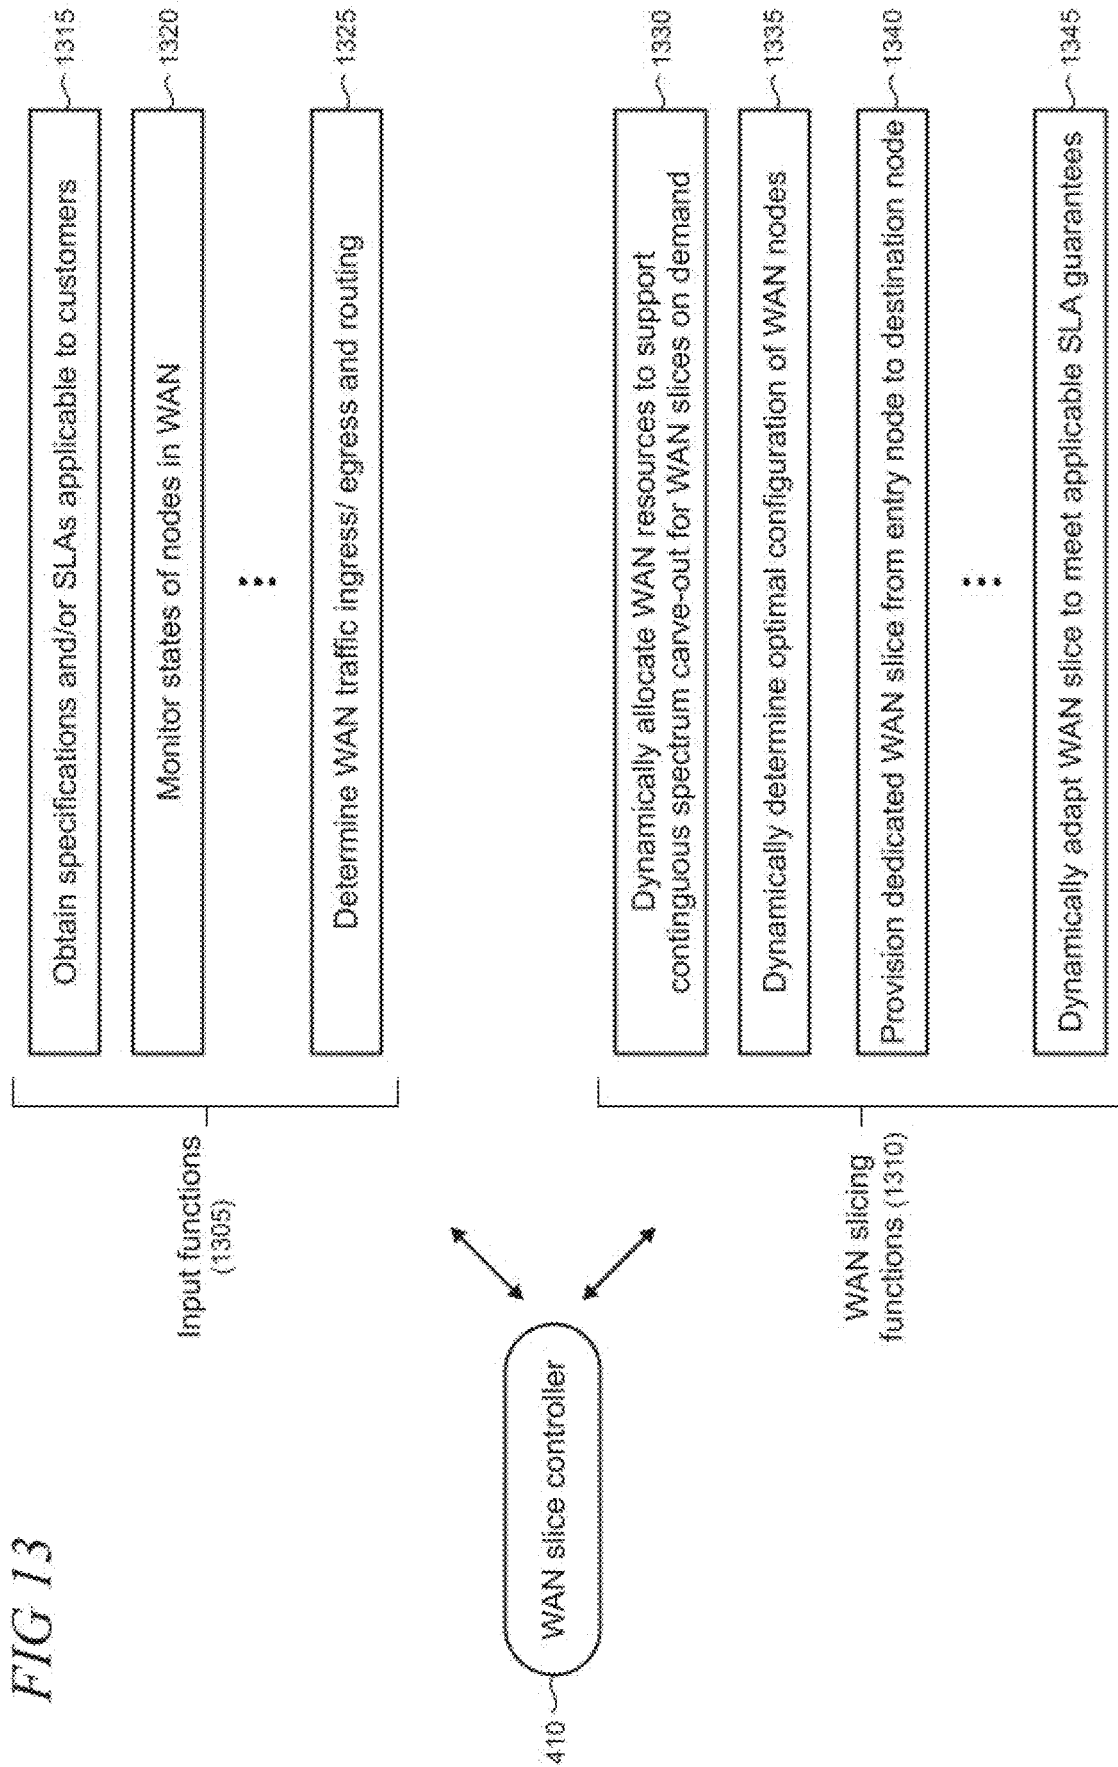 FIG 13
410
WAN slice controller
Input functions
(1305)
Obtain specifications and/or SLAs applicable to customers
1315
Monitor states of nodes in WAN
1320
Determine WAN traffic ingress/ egress and routing
1325
WAN slicing
functions (1310)
Dynamically allocate WAN resources to support
continguous spectrum carve-out for WAN slices on demand
1330
Dynamically determine optimal configuration of WAN nodes
1335
Provision dedicated WAN slice from entry node to destination node
1340
Dynamically adapt WAN slice to meet applicable SLA guarantees
1345